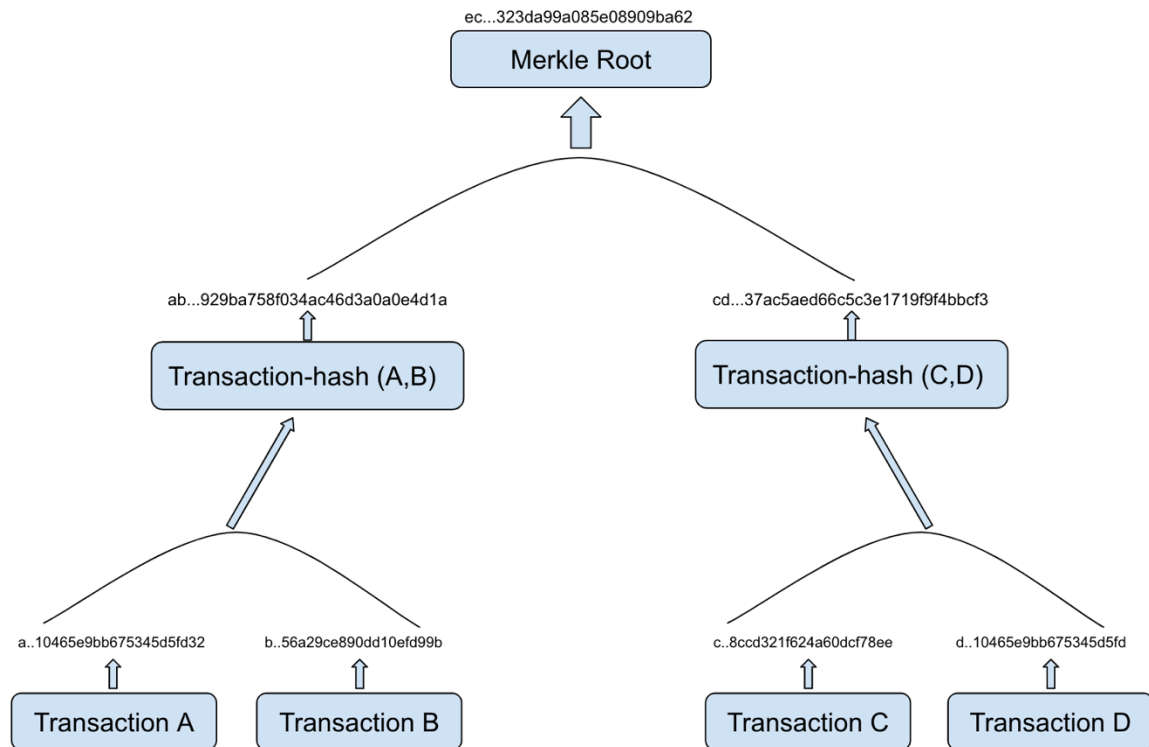 ec...323da99a085e08909ba62
Merkle Root
ab...929ba758f034ac46d3a0a0e4d1a
cd...37ac5aed66c5c3e1719f9f4bbcf3
Transaction-hash (A,B)
Transaction-hash (C,D)
a..10465e9bb675345d5fd32
b..56a29ce890dd10efd99b
c..8ccd321f624a60dcf78ee
d..10465e9bb675345d5fd
Transaction A
Transaction B
Transaction C
Transaction D